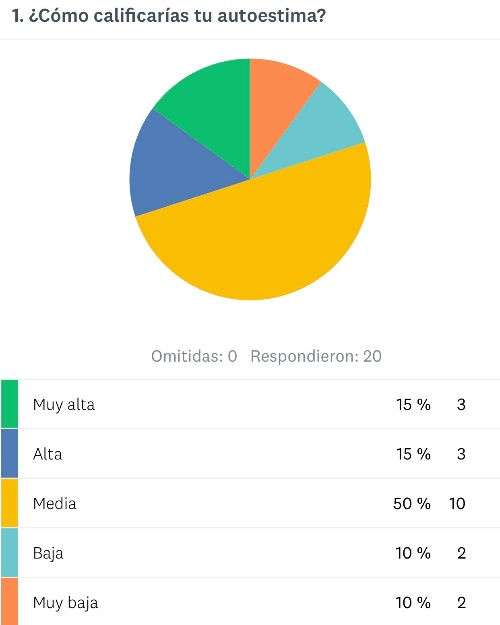 1. ¿Cómo calificarías tu autoestima?
Omitidas: 0 Respondieron: 20
Muy alta 15 % 3
Alta 15 % 3
Media 50 % 10
Baja 10 % 2
Muy baja 10 % 2